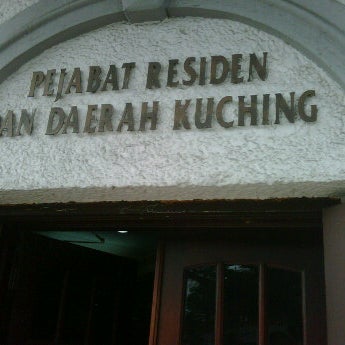 PEJABAT RESIDEN
DAN DAERAH KUCHING